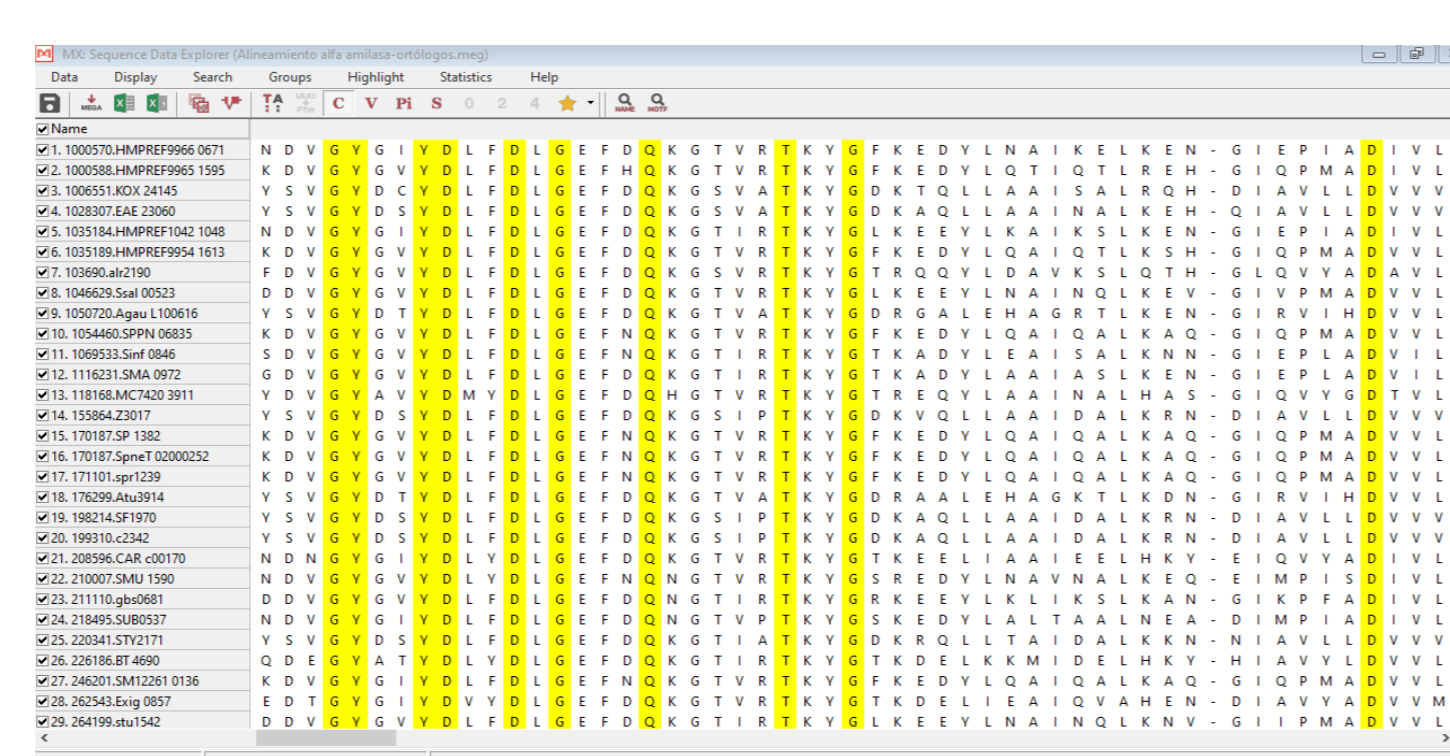 MX: Sequence Data Explorer (Alineamiento alfa amilasa-ortólogos.meg)
Data Display Search Groups Highlight Statistics Help
MEGA TA UUC Phe C V Pi S 0 2 4 NAME MOTF
Name
1. 1000570.HMPREF9966 0671 N D V G Y G I Y D L F D L G E F D Q K G T V R T K Y G F K E D Y L N A I K E L K E N - G I E P I A D I V L
2. 1000588.HMPREF9965 1595 K D V G Y G V Y D L F D L G E F H Q K G T V R T K Y G F K E D Y L Q T I Q T L R E H - G I Q P M A D I V L
3. 1006551.KOX 24145 Y S V G Y D C Y D L F D L G E F D Q K G S V A T K Y G D K T Q L L A A I S A L R Q H - D I A V L L D V V V
4. 1028307.EAE 23060 Y S V G Y D S Y D L F D L G E F D Q K G S V A T K Y G D K A Q L L A A I N A L K E H - Q I A V L L D V V V
5. 1035184.HMPREF1042 1048 N D V G Y G I Y D L F D L G E F D Q K G T I R T K Y G L K E E Y L K A I K S L K E N - G I E P I A D I V L
6. 1035189.HMPREF9954 1613 K D V G Y G V Y D L F D L G E F D Q K G T V R T K Y G F K E D Y L Q A I Q T L K S H - G I Q P M A D V V L
7. 103690.alr2190 F D V G Y G V Y D L F D L G E F D Q K G S V R T K Y G T R Q Q Y L D A V K S L Q T H - G L Q V Y A D A V L
8. 1046629.Ssal 00523 D D V G Y G V Y D L F D L G E F D Q K G T V R T K Y G L K E E Y L N A I N Q L K E V - G I V P M A D V V L
9. 1050720.Agau L100616 Y S V G Y D T Y D L F D L G E F D Q K G T V A T K Y G D R G A L E H A G R T L K E N - G I R V I H D V V L
10. 1054460.SPPN 06835 K D V G Y G V Y D L F D L G E F N Q K G T V R T K Y G F K E D Y L Q A I Q A L K A Q - G I Q P M A D V V L
11. 1069533.Sinf 0846 S D V G Y G V Y D L F D L G E F N Q K G T I R T K Y G T K A D Y L E A I S A L K N N - G I E P L A D V I L
12. 1116231.SMA 0972 G D V G Y G V Y D L F D L G E F D Q K G T I R T K Y G T K A D Y L A A I A S L K E N - G I E P L A D V I L
13. 118168.MC7420 3911 Y D V G Y A V Y D M Y D L G E F D Q H G T V R T K Y G T R E Q Y L A A I N A L H A S - G I Q V Y G D T V L
14. 155864.Z3017 Y S V G Y D S Y D L F D L G E F D Q K G S I P T K Y G D K V Q L L A A I D A L K R N - D I A V L L D V V V
15. 170187.SP 1382 K D V G Y G V Y D L F D L G E F N Q K G T V R T K Y G F K E D Y L Q A I Q A L K A Q - G I Q P M A D V V L
16. 170187.SpneT 02000252 K D V G Y G V Y D L F D L G E F N Q K G T V R T K Y G F K E D Y L Q A I Q A L K A Q - G I Q P M A D V V L
17. 171101.spr1239 K D V G Y G V Y D L F D L G E F N Q K G T V R T K Y G F K E D Y L Q A I Q A L K A Q - G I Q P M A D V V L
18. 176299.Atu3914 Y S V G Y D T Y D L F D L G E F D Q K G T V A T K Y G D R A A L E H A G K T L K D N - G I R V I H D V V L
19. 198214.SF1970 Y S V G Y D S Y D L F D L G E F D Q K G S I P T K Y G D K A Q L L A A I D A L K R N - D I A V L L D V V V
20. 199310.c2342 Y S V G Y D S Y D L F D L G E F D Q K G S I P T K Y G D K A Q L L A A I D A L K R N - D I A V L L D V V V
21. 208596.CAR c00170 N D N G Y G I Y D L Y D L G E F D Q K G T V R T K Y G T K E E L I A A I E E L H K Y - E I Q V Y A D I V L
22. 210007.SMU 1590 N D V G Y G V Y D L Y D L G E F N Q N G T V R T K Y G S R E D Y L N A V N A L K E Q - E I M P I S D I V L
23. 211110.gbs0681 D D V G Y G V Y D L F D L G E F D Q N G T I R T K Y G R K E E Y L K L I K S L K A N - G I K P F A D I V L
24. 218495.SUB0537 N D V G Y G I Y D L F D L G E F D Q N G T V P T K Y G S K E D Y L A L T A A L N E A - D I M P I A D I V L
25. 220341.STY2171 Y S V G Y D S Y D L F D L G E F D Q K G T I A T K Y G D K R Q L L T A I D A L K K N - N I A V L L D V V V
26. 226186.BT 4690 Q D E G Y A T Y D L Y D L G E F D Q K G T I R T K Y G T K D E L K K M I D E L H K Y - H I A V Y L D V V L
27. 246201.SM12261 0136 K D V G Y G I Y D L F D L G E F N Q K G T V R T K Y G F K E D Y L Q A I Q A L K A Q - G I Q P M A D V V L
28. 262543.Exig 0857 E D T G Y G I Y D V Y D L G E F D Q K G T V R T K Y G T K D E L I E A I Q V A H E N - D I A V Y A D V V M
29. 264199.stu1542 D D V G Y G V Y D L F D L G E F D Q K G T I R T K Y G L K E E Y L N A I N Q L K N V - G I I P M A D V V L